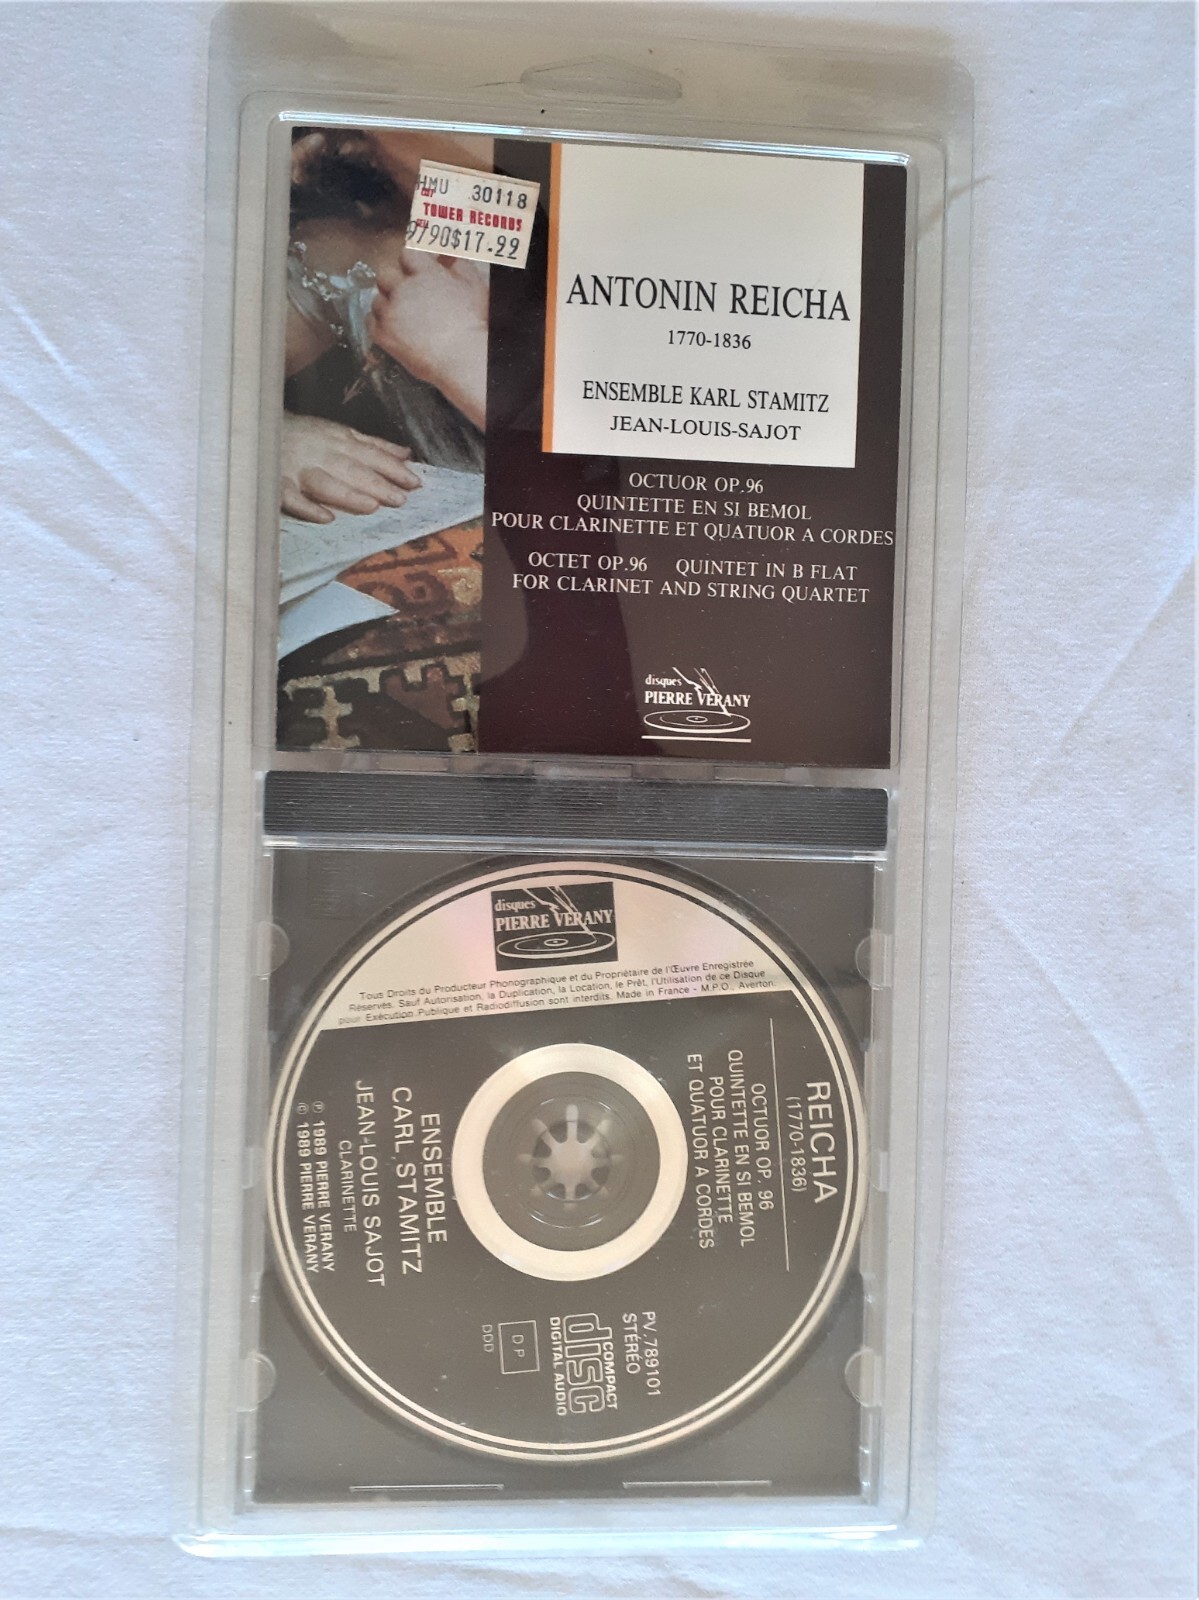 HMU 30118
TOWER RECORDS
9/90$17.99
ANTONIN REICHA
1770-1836
ENSEMBLE KARL STAMITZ
JEAN-LOUIS-SAJOT
OCTUOR OP.96
QUINTETTE EN SI BEMOL
POUR CLARINETTE ET QUATUOR A CORDES
OCTET OP.96 QUINTET IN B FLAT
FOR CLARINET AND STRING QUARTET
disques
PIERRE VERANY
disques
PIERRE VERANY
Tous Droits du Producteur Phonographique et du Propriétaire de l'Œuvre Enregistrée
Réservés. Sauf Autorisation, la Duplication, la Location, le Prêt, l'Utilisation de ce Disque
pour Exécution Publique et Radiodiffusion sont interdits. Made in France - M.P.O., Averton.
REICHA
(1770-1836)
OCTUOR OP. 96
QUINTETTE EN SI BEMOL
POUR CLARINETTE
ET QUATUOR A CORDES
PV.789101
STÉRÉO
COMPACT
disc
DIGITAL AUDIO
DP
DDD
ENSEMBLE
CARL STAMITZ
JEAN-LOUIS SAJOT
CLARINETTE
℗ 1989 PIERRE VERANY
© 1989 PIERRE VERANY